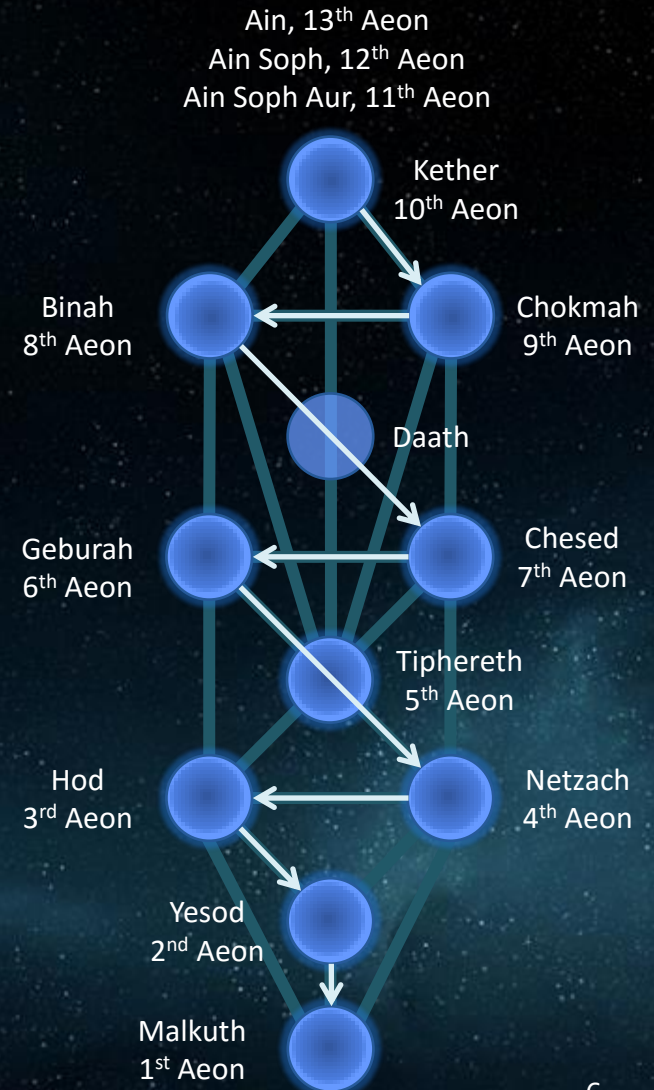 Ain, 13th Aeon
Ain Soph, 12th Aeon
Ain Soph Aur, 11th Aeon
Kether
10th Aeon
Binah
8th Aeon
Chokmah
9th Aeon
Daath
Geburah
6th Aeon
Chesed
7th Aeon
Tiphereth
5th Aeon
Hod
3rd Aeon
Netzach
4th Aeon
Yesod
2nd Aeon
Malkuth
1st Aeon